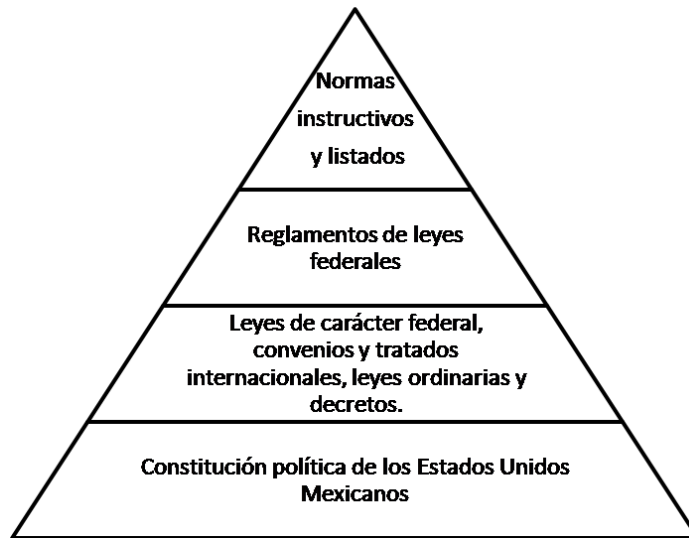 Normas
instructivos
y listados
Reglamentos de leyes
federales
Leyes de carácter federal,
convenios y tratados
internacionales, leyes ordinarias y
decretos.
Constitución política de los Estados Unidos
Mexicanos